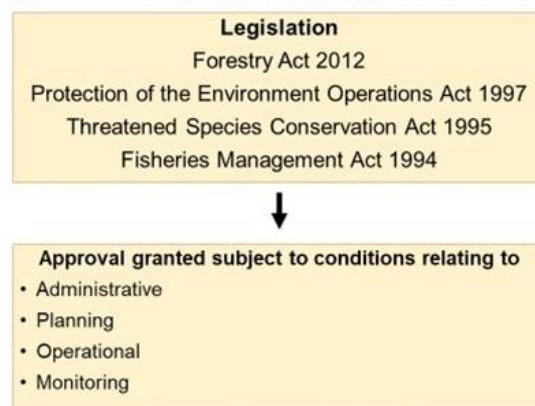 Legislation
Forestry Act 2012
Protection of the Environment Operations Act 1997
Threatened Species Conservation Act 1995
Fisheries Management Act 1994
Approval granted subject to conditions relating to
• Administrative
• Planning
• Operational
• Monitoring